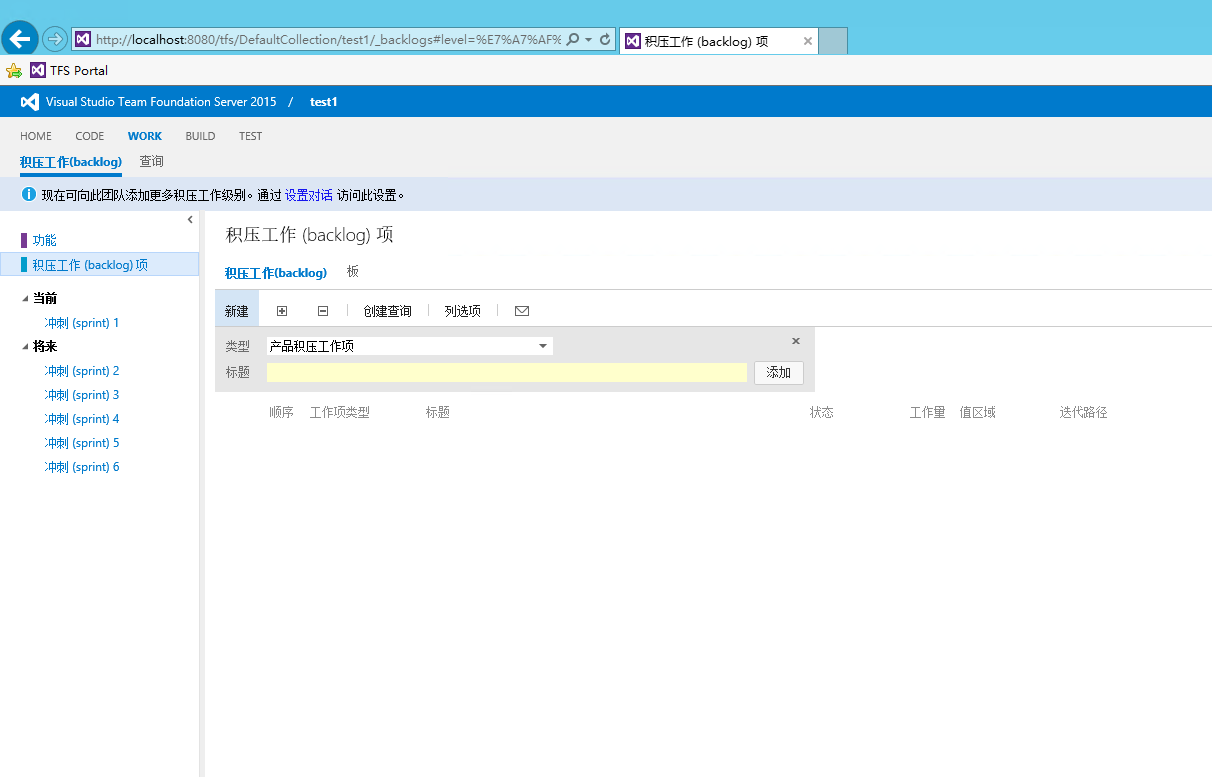 http://localhost:8080/tfs/DefaultCollection/test1/_backlogs#level=%E7%A7%AF%
积压工作 (backlog) 项
TFS Portal
Visual Studio Team Foundation Server 2015 / test1
HOME CODE WORK BUILD TEST
积压工作(backlog) 查询
现在可向此团队添加更多积压工作级别。通过 设置对话 访问此设置。
功能
积压工作 (backlog) 项
当前
冲刺 (sprint) 1
将来
冲刺 (sprint) 2
冲刺 (sprint) 3
冲刺 (sprint) 4
冲刺 (sprint) 5
冲刺 (sprint) 6
积压工作 (backlog) 项
积压工作(backlog) 板
新建 创建查询 列选项
类型 产品积压工作项
标题 添加
顺序 工作项类型 标题 状态 工作量 值区域 迭代路径